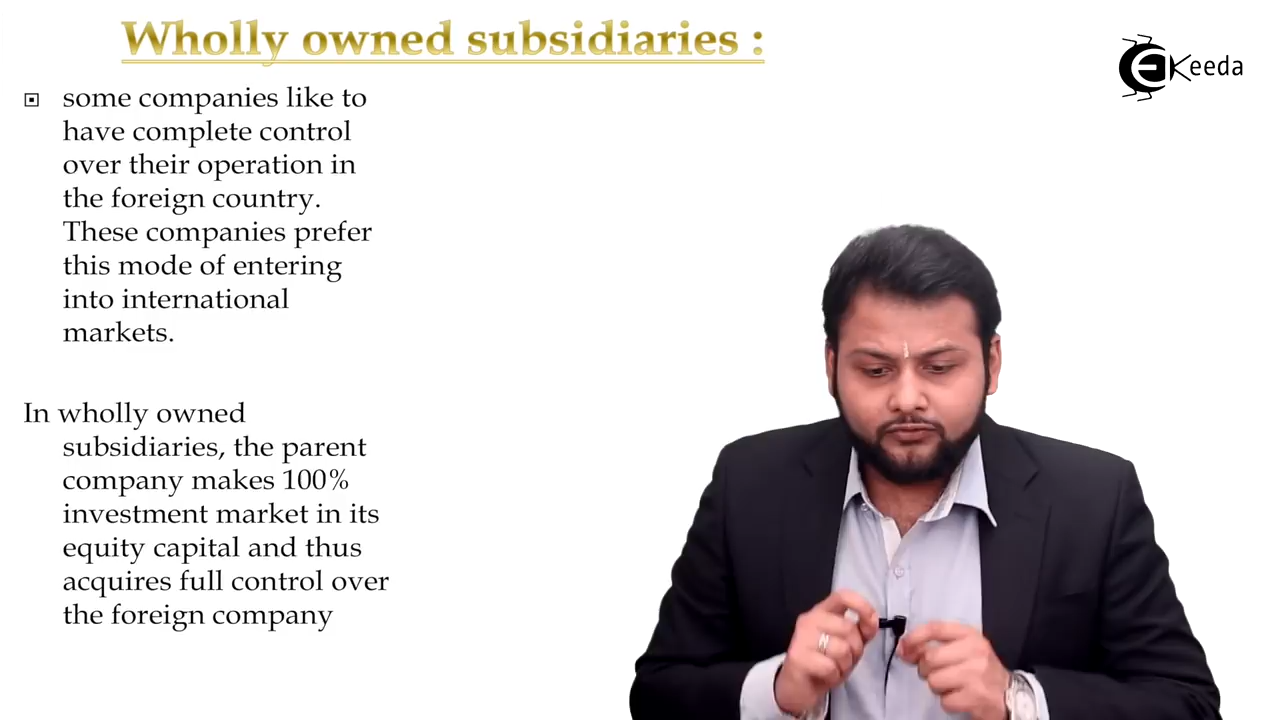 Wholly owned subsidiaries :
Keeda
some companies like to
have complete control
over their operation in
the foreign country.
These companies prefer
this mode of entering
into international
markets.
In wholly owned
subsidiaries, the parent
company makes 100%
investment market in its
equity capital and thus
acquires full control over
the foreign company